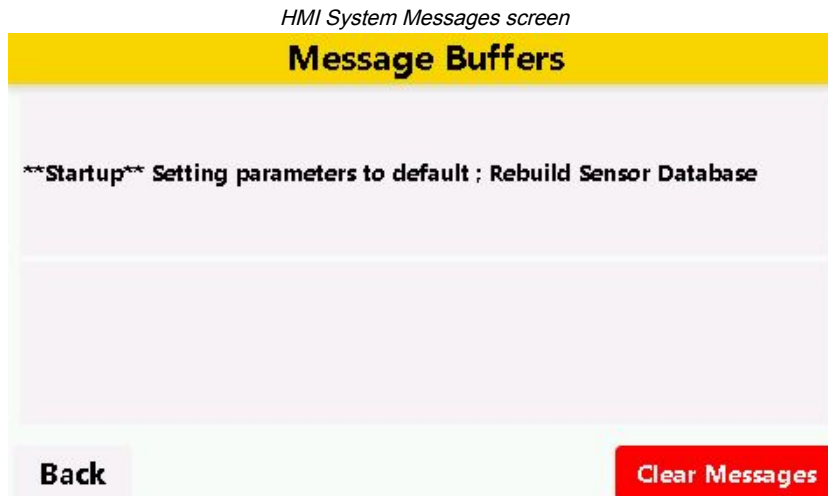 HMI System Messages screen
Message Buffers
**Startup** Setting parameters to default ; Rebuild Sensor Database
Back
Clear Messages